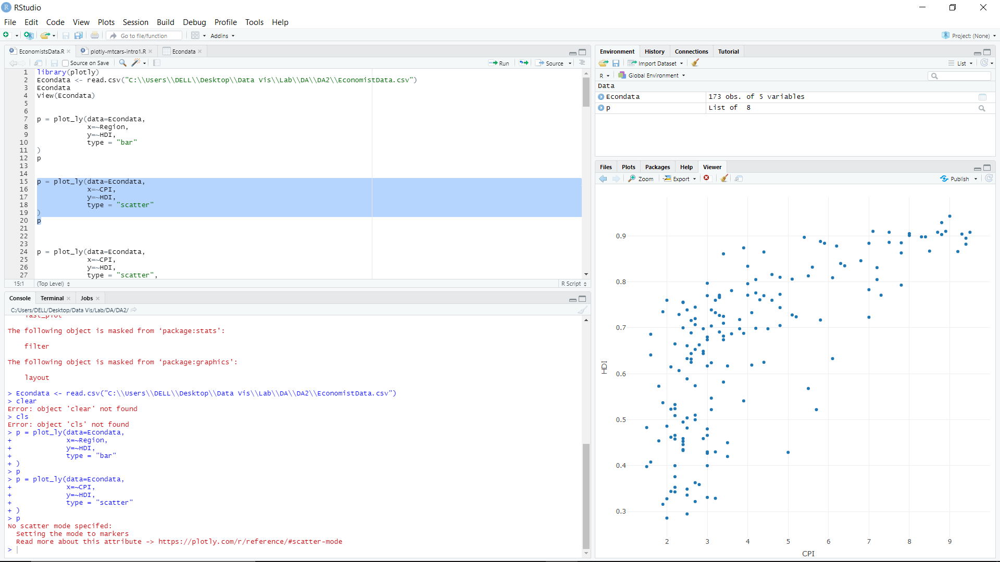 RStudio
File Edit Code View Plots Session Build Debug Profile Tools Help
Go to file/function Addins Project: (None)
EconomistsData.R plotly-mtcars-intro1.R Econdata
Source on Save Run Source
1 library(plotly)
2 Econdata <- read.csv("C:\\Users\\DELL\\Desktop\\Data Vis\\Lab\\DA\\DA2\\EconomistData.csv")
3 Econdata
4 View(Econdata)
5
6
7 p = plot_ly(data=Econdata,
8 x=~Region,
9 y=~HDI,
10 type = "bar"
11 )
12 p
13
14
15 p = plot_ly(data=Econdata,
16 x=~CPI,
17 y=~HDI,
18 type = "scatter"
19 )
20 p
21
22
23
24 p = plot_ly(data=Econdata,
25 x=~CPI,
26 y=~HDI,
27 type = "scatter",
15:1 (Top Level) R Script
Console Terminal Jobs
C:/Users/DELL/Desktop/Data Vis/Lab/DA/DA2/
last_plot
The following object is masked from ‘package:stats’:
filter
The following object is masked from ‘package:graphics’:
layout
> Econdata <- read.csv("C:\\Users\\DELL\\Desktop\\Data Vis\\Lab\\DA\\DA2\\EconomistData.csv")
> clear
Error: object 'clear' not found
> cls
Error: object 'cls' not found
> p = plot_ly(data=Econdata,
+ x=~Region,
+ y=~HDI,
+ type = "bar"
+ )
> p
> p = plot_ly(data=Econdata,
+ x=~CPI,
+ y=~HDI,
+ type = "scatter"
+ )
> p
No scatter mode specifed:
Setting the mode to markers
Read more about this attribute -> https://plotly.com/r/reference/#scatter-mode
>
Environment History Connections Tutorial
Import Dataset List
R Global Environment
Data
Econdata 173 obs. of 5 variables
p List of 8
Files Plots Packages Help Viewer
Zoom Export Publish
0.9
0.8
0.7
0.6
0.5
0.4
0.3
HDI
2 3 4 5 6 7 8 9
CPI